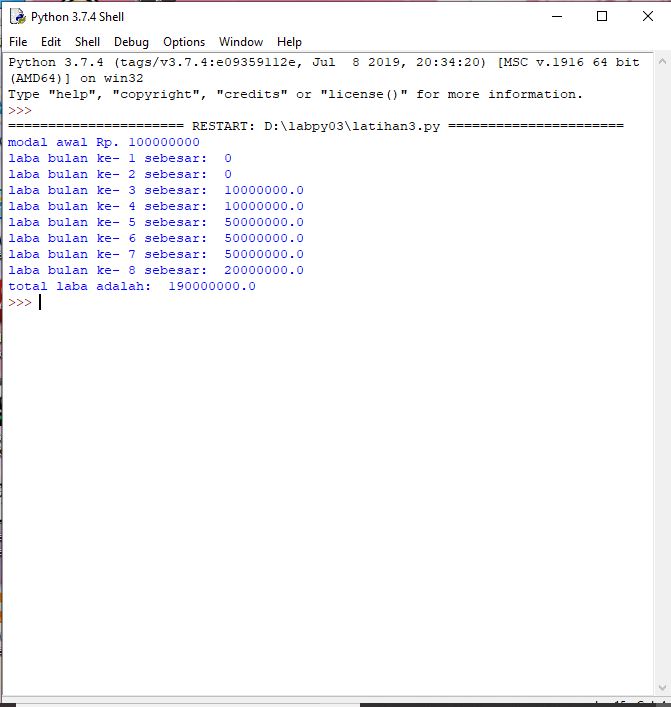 Python 3.7.4 Shell
File Edit Shell Debug Options Window Help
Python 3.7.4 (tags/v3.7.4:e09359112e, Jul  8 2019, 20:34:20) [MSC v.1916 64 bit
(AMD64)] on win32
Type "help", "copyright", "credits" or "license()" for more information.
>>>
====================== RESTART: D:\labpy03\latihan3.py ======================
modal awal Rp. 100000000
laba bulan ke- 1 sebesar:  0
laba bulan ke- 2 sebesar:  0
laba bulan ke- 3 sebesar:  10000000.0
laba bulan ke- 4 sebesar:  10000000.0
laba bulan ke- 5 sebesar:  50000000.0
laba bulan ke- 6 sebesar:  50000000.0
laba bulan ke- 7 sebesar:  50000000.0
laba bulan ke- 8 sebesar:  20000000.0
total laba adalah:  190000000.0
>>>